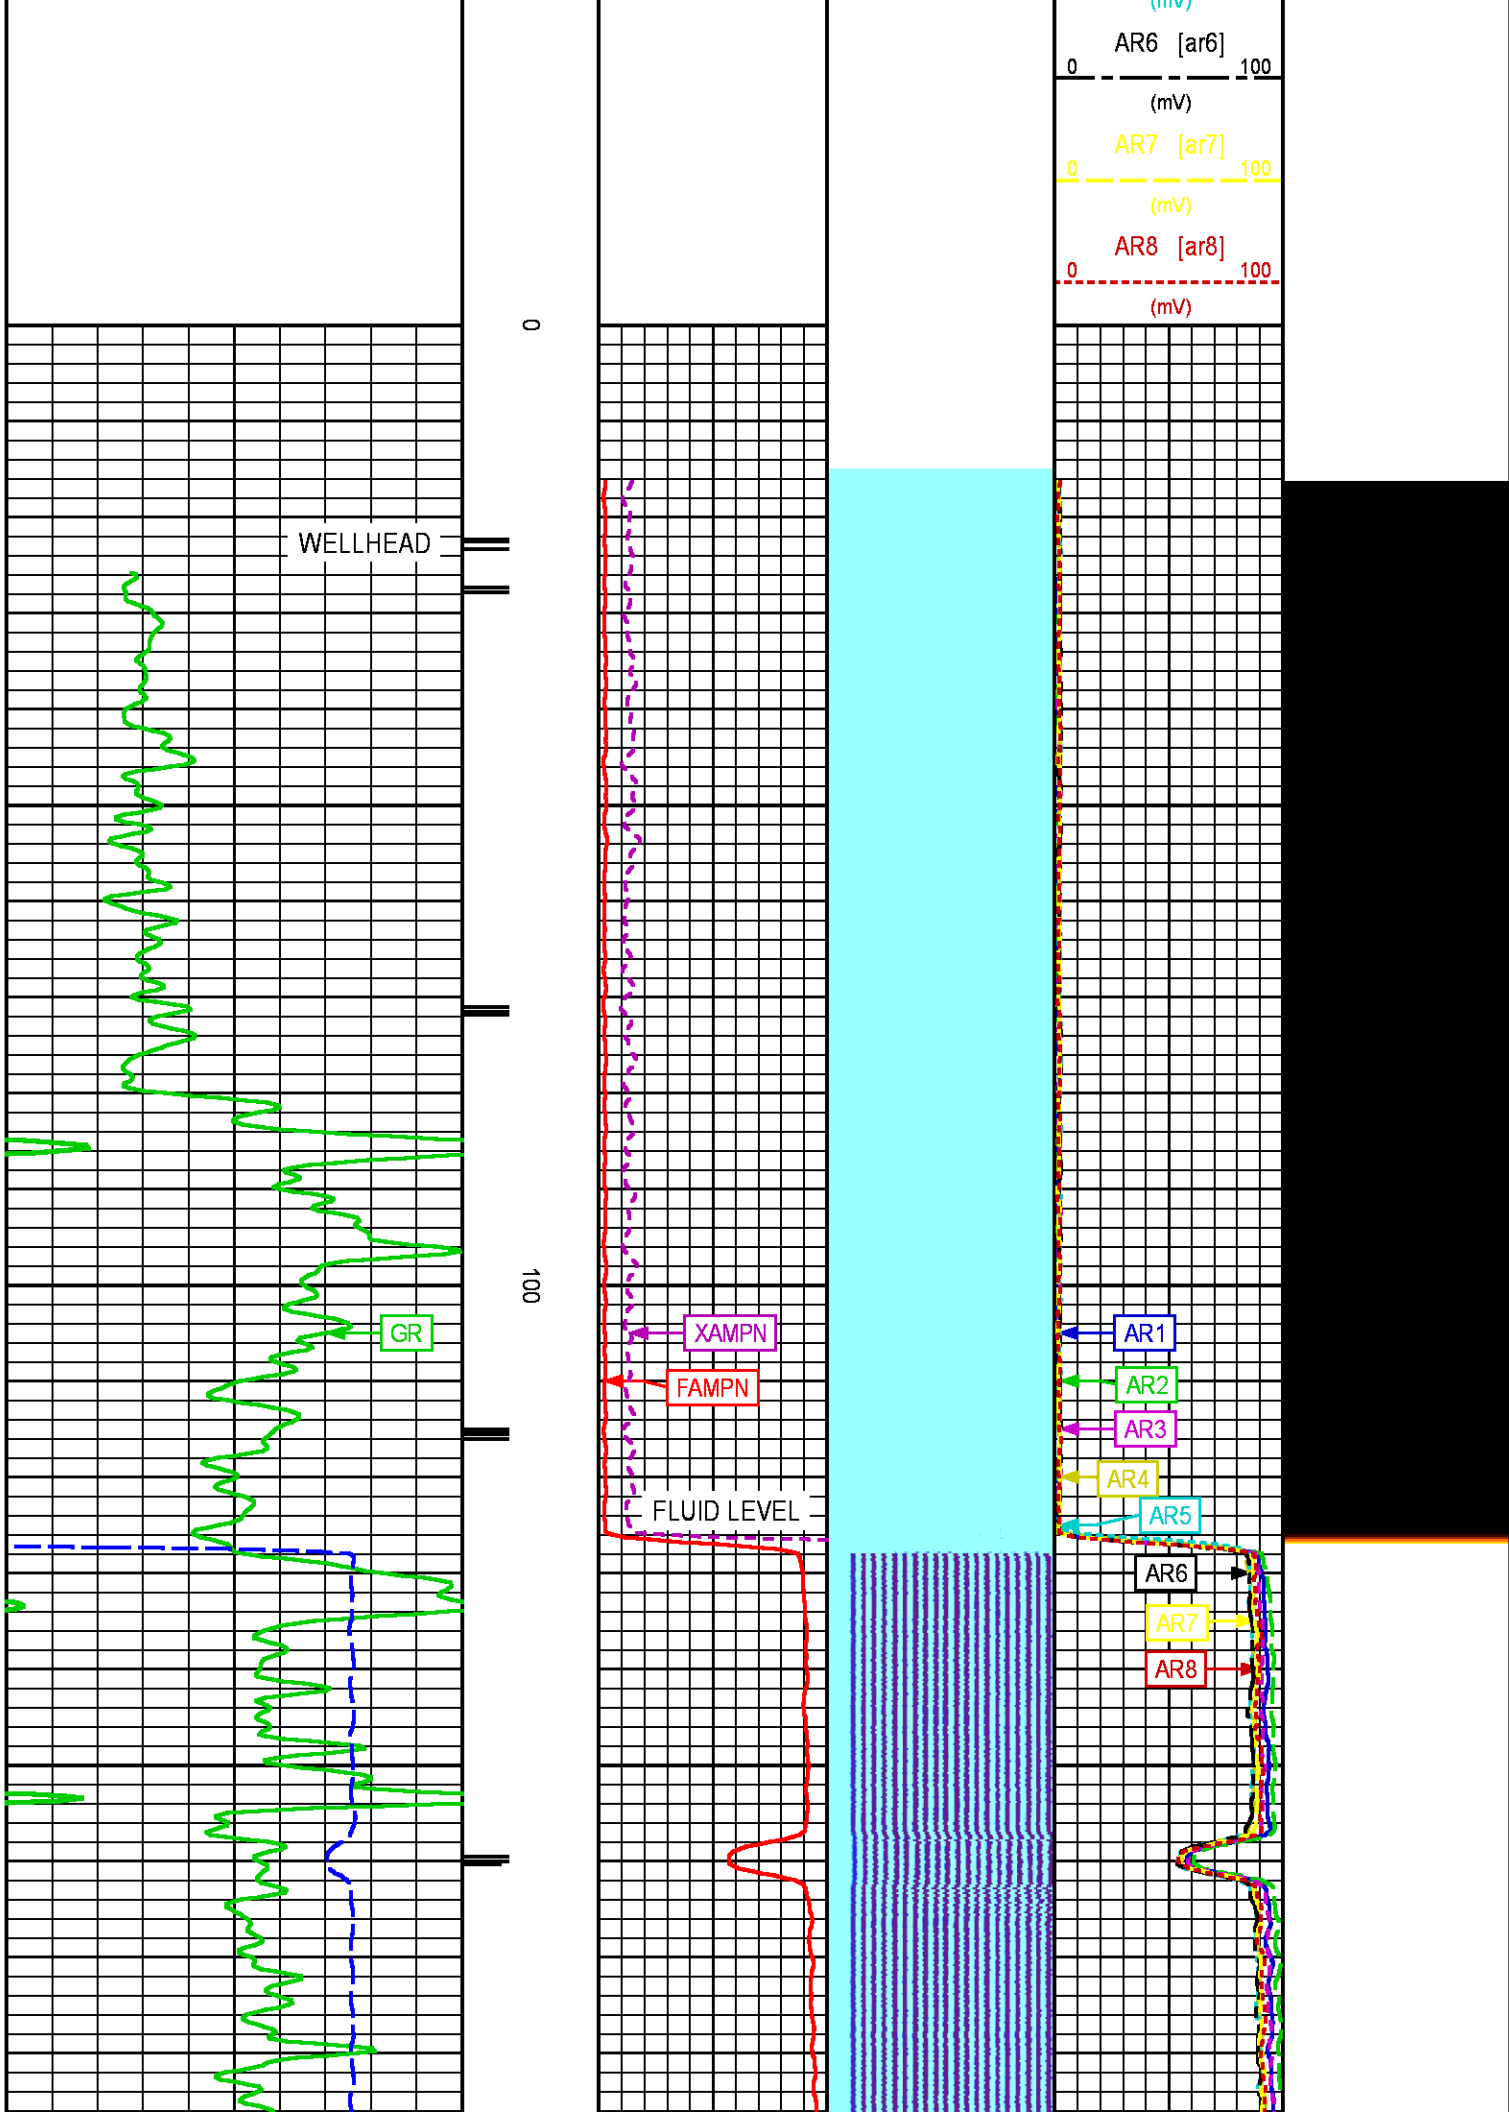 (mV)
AR6 [ar6]
0 100
(mV)
AR7 [ar7]
0 100
(mV)
AR8 [ar8]
0 100
(mV)
0
WELLHEAD
100
GR
XAMPN
AR1
FAMPN
AR2
AR3
AR4
FLUID LEVEL
AR5
AR6
AR7
AR8